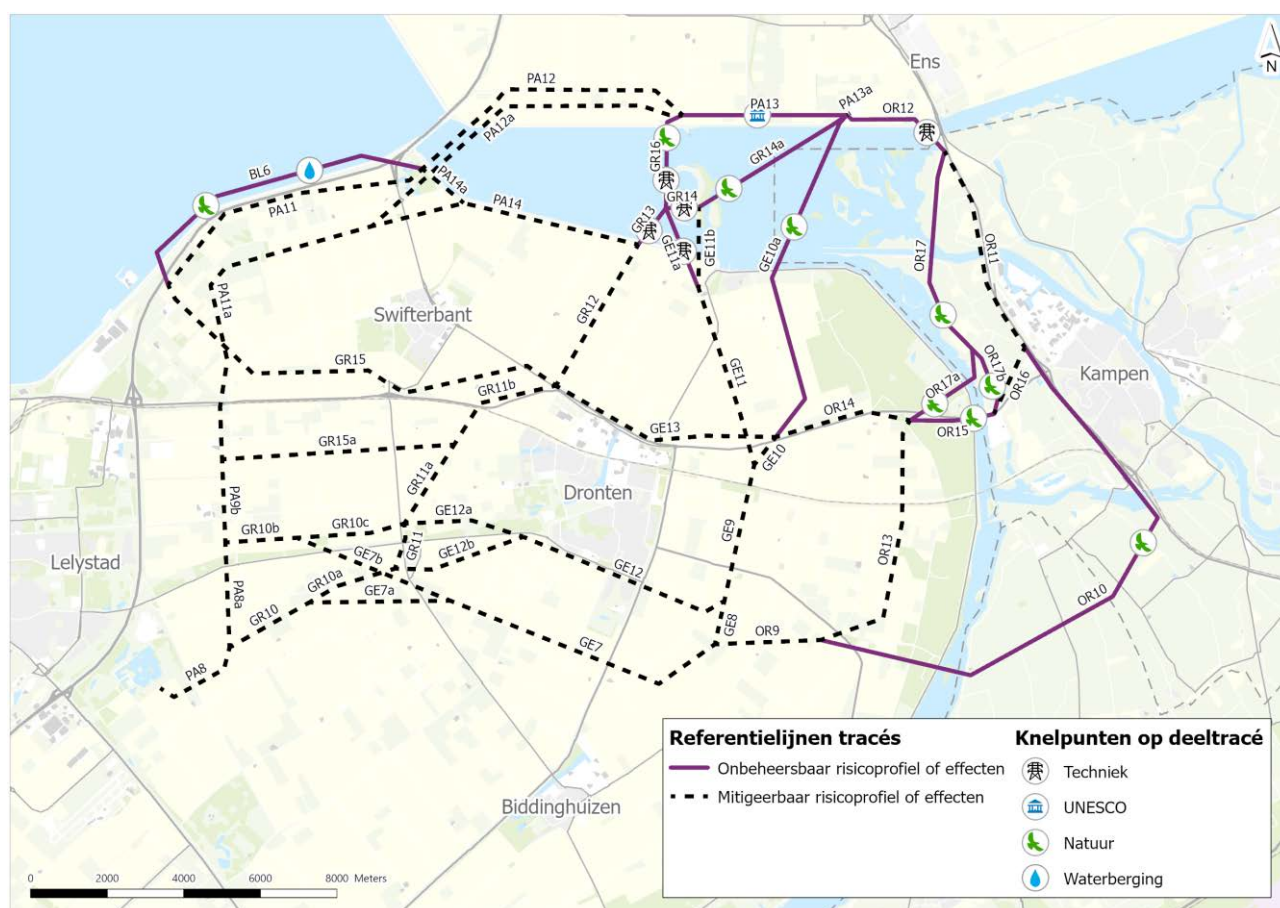 Ens
N
PA12
PA12a
PA13
PA13a
OR12
BL6
PA11
PA14a
PA14
GR16
GR14a
GR14
GR13
GE11a
GE11b
GE10a
OR17
OR11
PA11a
Swifterbant
GR12
GR15
GR11b
GE11
OR17b
OR17a
OR16
Kampen
OR14
OR15
GE13
GE10
GR15a
GR11a
Dronten
PA9b
GR10b
GR10c
GE12a
GE9
OR13
Lelystad
GE7b
GR11
GE12b
GE12
PA8a
GR10a
GE7a
GR10
OR10
GE7
GE8
OR9
PA8
Biddinghuizen
Referentielijnen tracés
Onbeheersbaar risicoprofiel of effecten
Mitigeerbaar risicoprofiel of effecten
Knelpunten op deeltracé
Techniek
UNESCO
Natuur
Waterberging
0 2000 4000 6000 8000 Meters